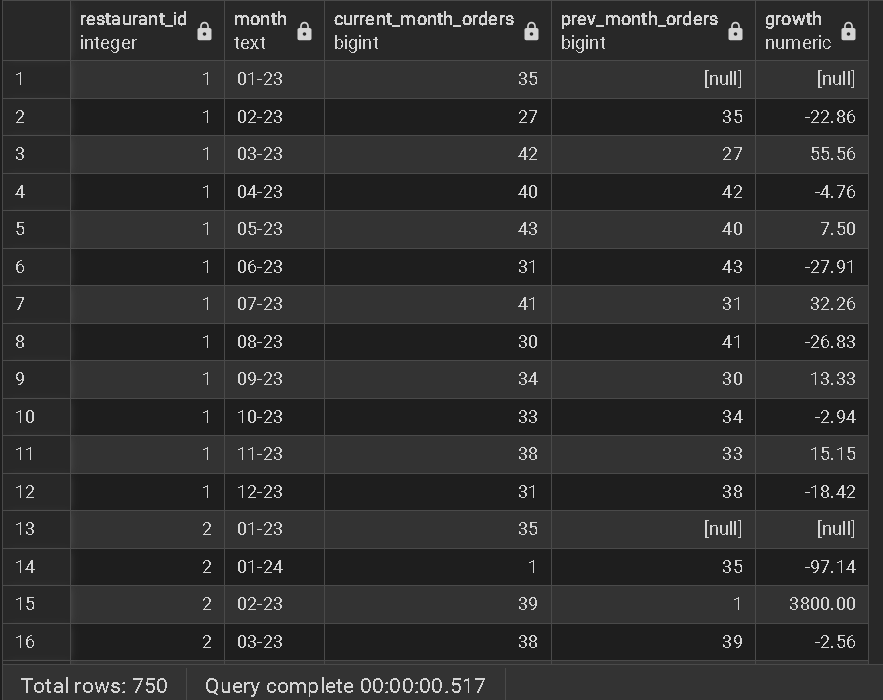 restaurant_id month current_month_orders prev_month_orders growth
integer text bigint bigint numeric
1 1 01-23 35 [null] [null]
2 1 02-23 27 35 -22.86
3 1 03-23 42 27 55.56
4 1 04-23 40 42 -4.76
5 1 05-23 43 40 7.50
6 1 06-23 31 43 -27.91
7 1 07-23 41 31 32.26
8 1 08-23 30 41 -26.83
9 1 09-23 34 30 13.33
10 1 10-23 33 34 -2.94
11 1 11-23 38 33 15.15
12 1 12-23 31 38 -18.42
13 2 01-23 35 [null] [null]
14 2 01-24 1 35 -97.14
15 2 02-23 39 1 3800.00
16 2 03-23 38 39 -2.56
Total rows: 750 Query complete 00:00:00.517